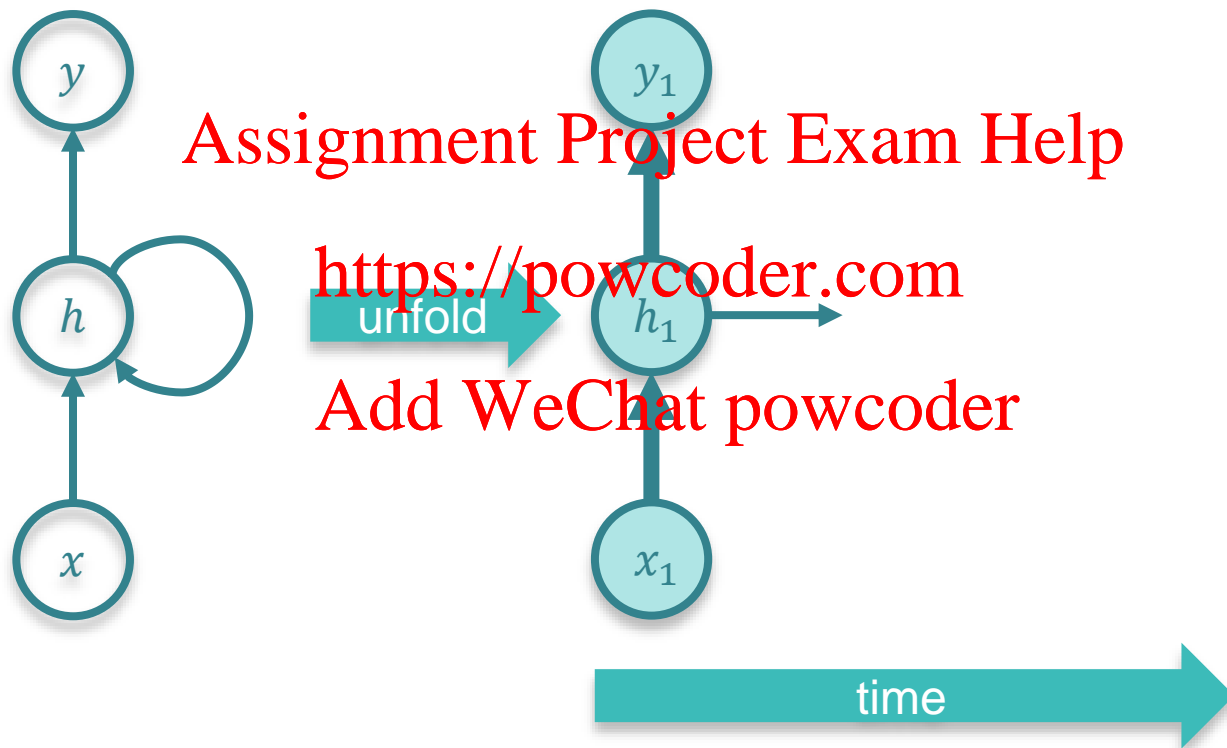 y
y₁
Assignment Project Exam Help
https://powcoder.com
unfold
h
h₁
Add WeChat powcoder
x
x₁
time